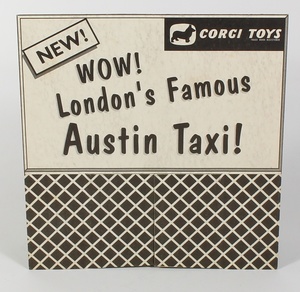 NEW!
CORGI TOYS
WOW!
London's Famous
Austin Taxi!